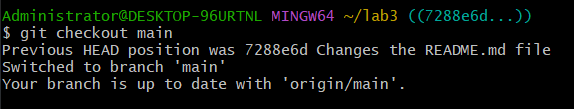 Administrator@DESKTOP-96URTNL MINGW64 ~/lab3 ((7288e6d...))
$ git checkout main
Previous HEAD position was 7288e6d Changes the README.md file
Switched to branch 'main'
Your branch is up to date with 'origin/main'.